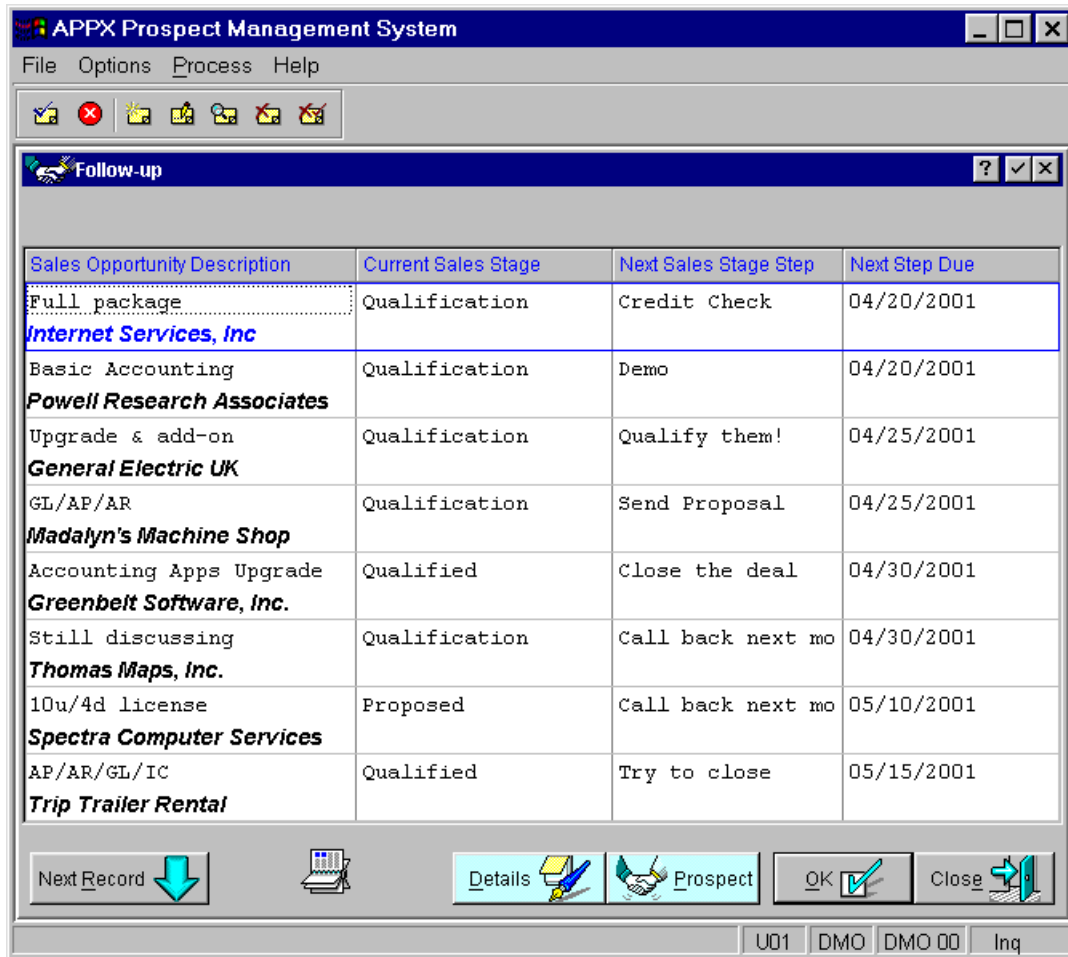 APPX Prospect Management System
File Options Process Help
Follow-up
?
Sales Opportunity Description Current Sales Stage Next Sales Stage Step Next Step Due
Full package Qualification Credit Check 04/20/2001
Internet Services, Inc
Basic Accounting Qualification Demo 04/20/2001
Powell Research Associates
Upgrade & add-on Qualification Qualify them! 04/25/2001
General Electric UK
GL/AP/AR Qualification Send Proposal 04/25/2001
Madalyn's Machine Shop
Accounting Apps Upgrade Qualified Close the deal 04/30/2001
Greenbelt Software, Inc.
Still discussing Qualification Call back next mo 04/30/2001
Thomas Maps, Inc.
10u/4d license Proposed Call back next mo 05/10/2001
Spectra Computer Services
AP/AR/GL/IC Qualified Try to close 05/15/2001
Trip Trailer Rental
Next Record Details Prospect OK Close
U01 DMO DMO 00 Inq